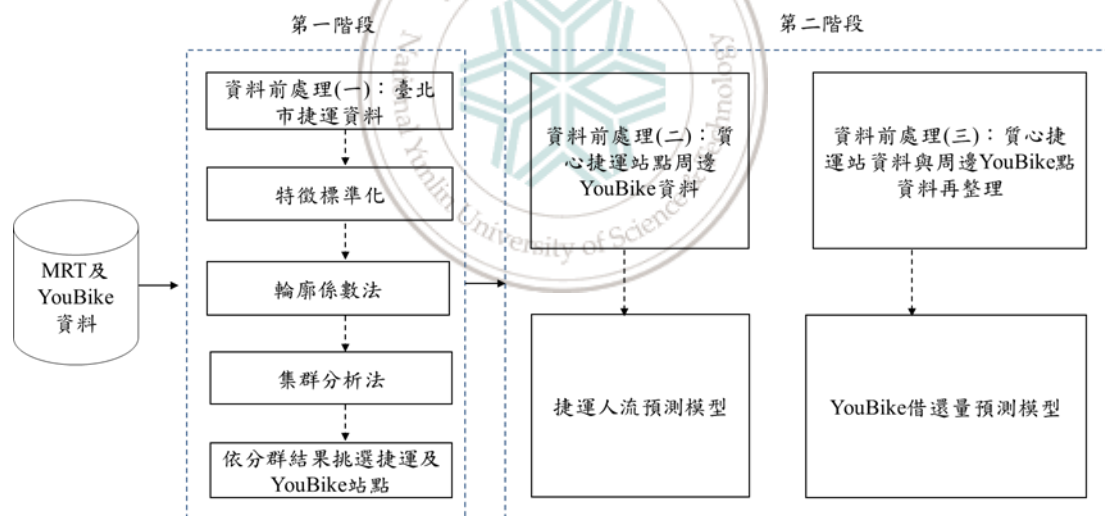 第一階段
第二階段
資料前處理(一)：臺北
市捷運資料
特徵標準化
輪廓係數法
集群分析法
依分群結果挑選捷運及
YouBike站點
MRT及
YouBike
資料
資料前處理(二)：質
心捷運站點周邊
YouBike資料
捷運人流預測模型
資料前處理(三)：質心捷
運站資料與周邊YouBike點
資料再整理
YouBike借還量預測模型
National Yunlin University of Science & Technology